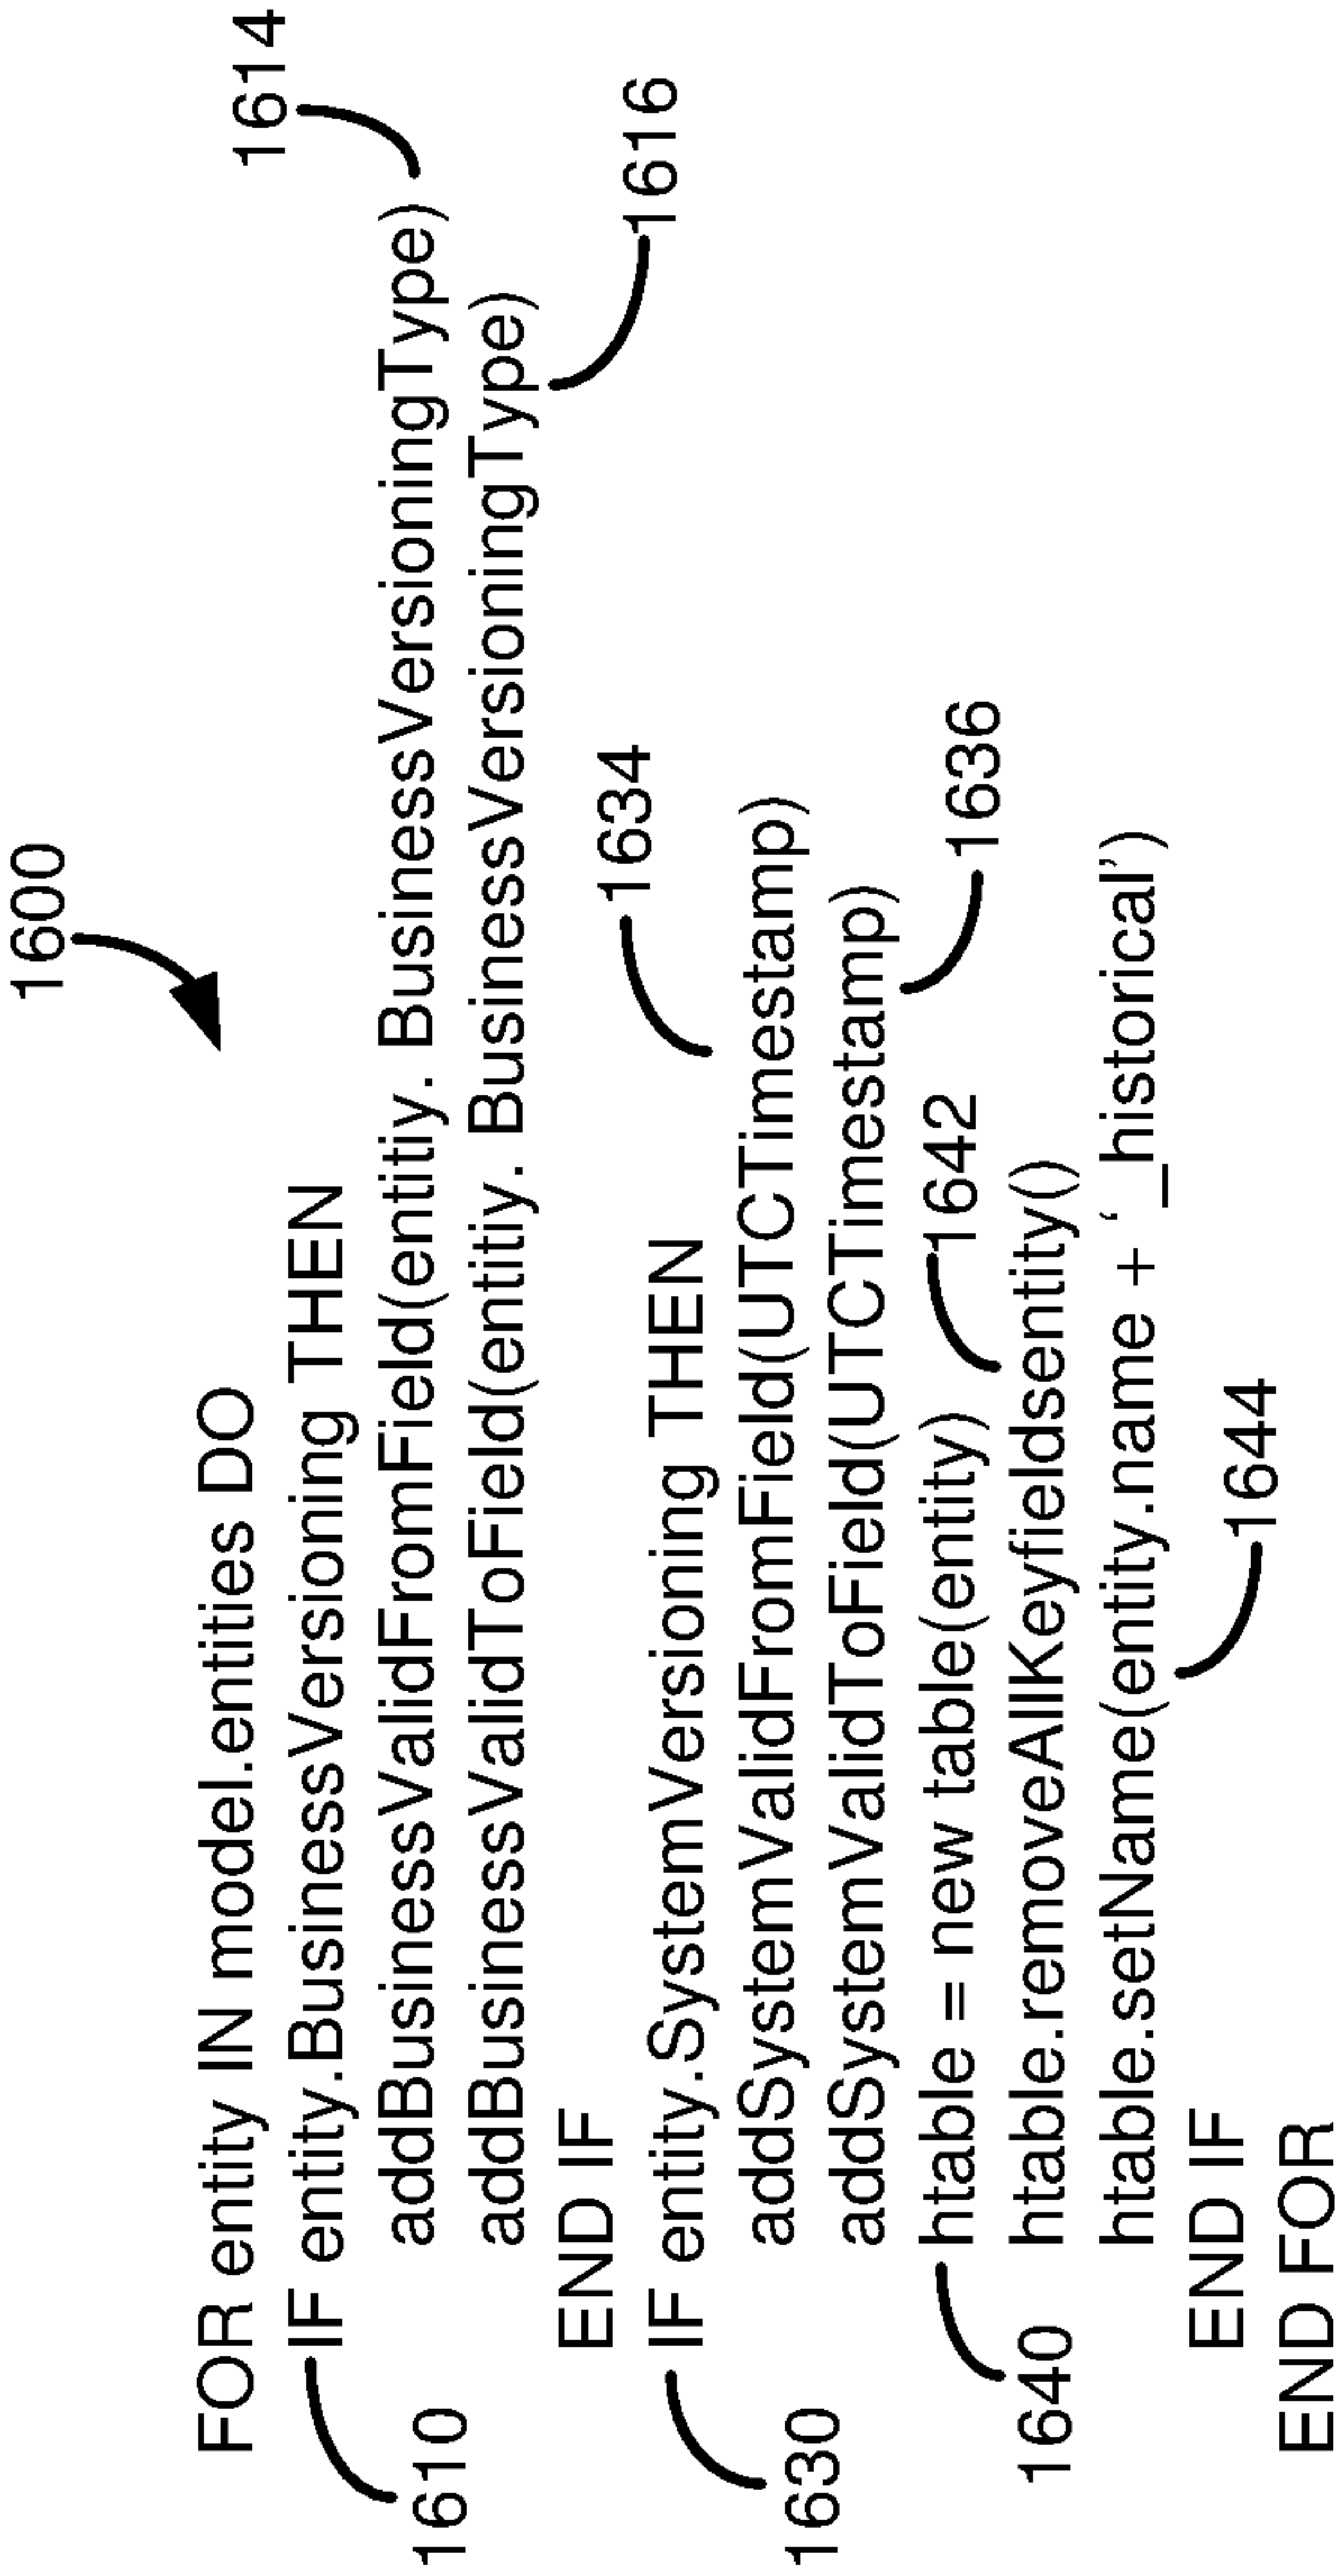 1600
FOR entity IN model.entities DO
1610
IF entity.BusinessVersioning THEN
1614
addBusinessValidFromField(entitiy. BusinessVersioningType)
addBusinessValidToField(entitiy. BusinessVersioningType)
1616
END IF
1630
IF entity.SystemVersioning THEN
1634
addSystemValidFromField(UTCTimestamp)
addSystemValidToField(UTCTimestamp)
1636
1640
htable = new table(entity)
1642
htable.removeAllKeyfieldsentity()
htable.setName(entity.name + ‘_historical’)
1644
END IF
END FOR